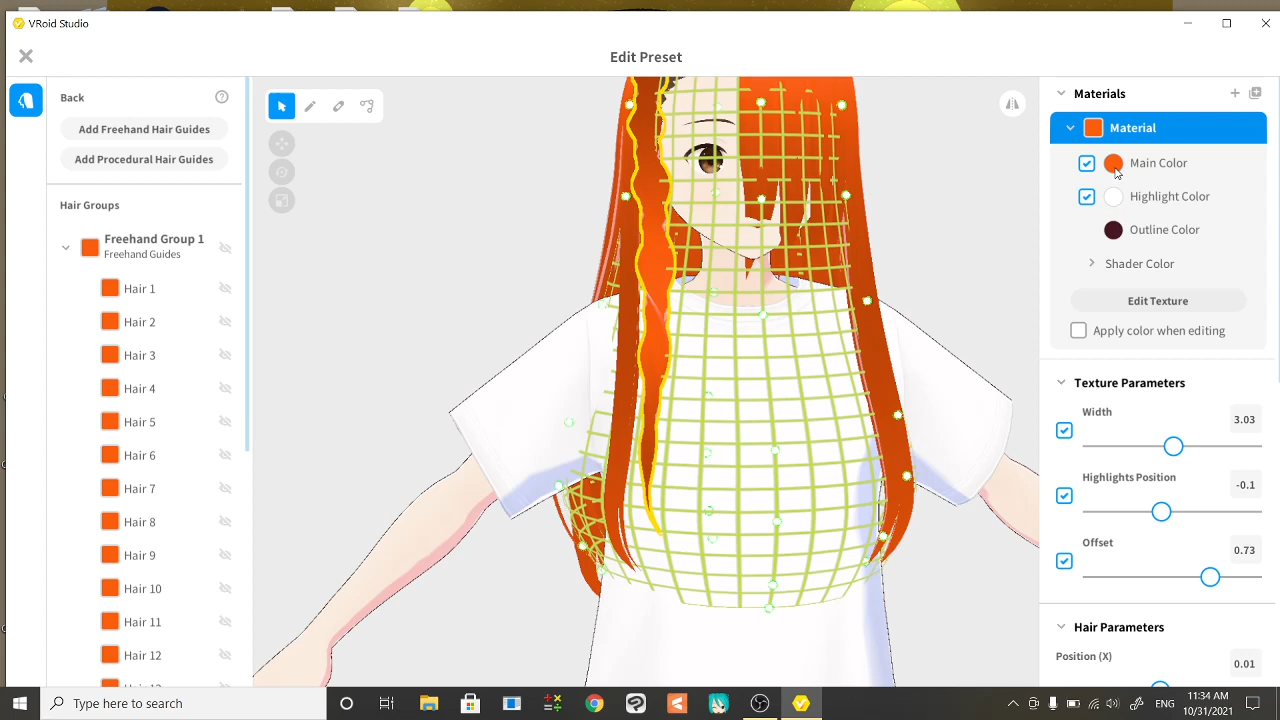 VRoid Studio
Edit Preset
Back
Add Freehand Hair Guides
Add Procedural Hair Guides
Hair Groups
Freehand Group 1
Freehand Guides
Hair 1
Hair 2
Hair 3
Hair 4
Hair 5
Hair 6
Hair 7
Hair 8
Hair 9
Hair 10
Hair 11
Hair 12
Materials
Material
Main Color
Highlight Color
Outline Color
Shader Color
Edit Texture
Apply color when editing
Texture Parameters
Width
3.03
Highlights Position
-0.1
Offset
0.73
Hair Parameters
Position (X)
0.01
Type here to search
11:34 AM
10/31/2021